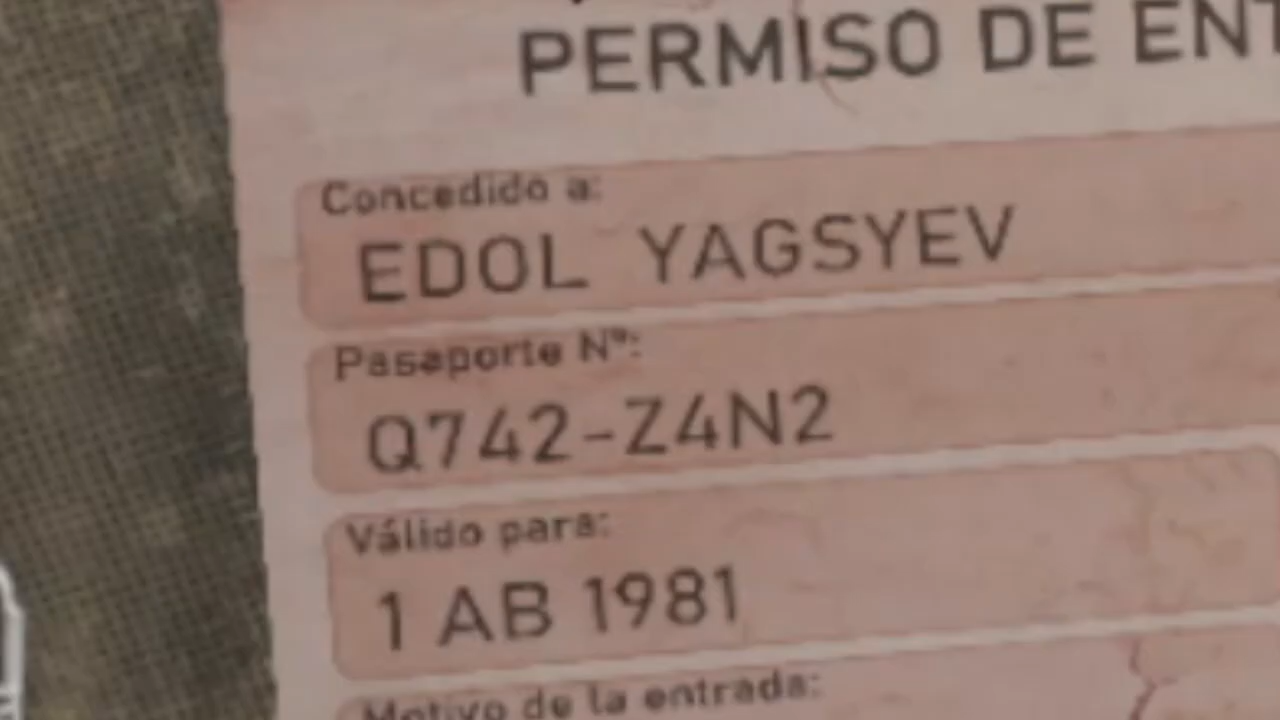 PERMISO DE ENT
Concedido a:
EDOL YAGSYEV
Pasaporte Nº:
Q742-Z4N2
Válido para:
1 AB 1981
Motivo de la entrada: